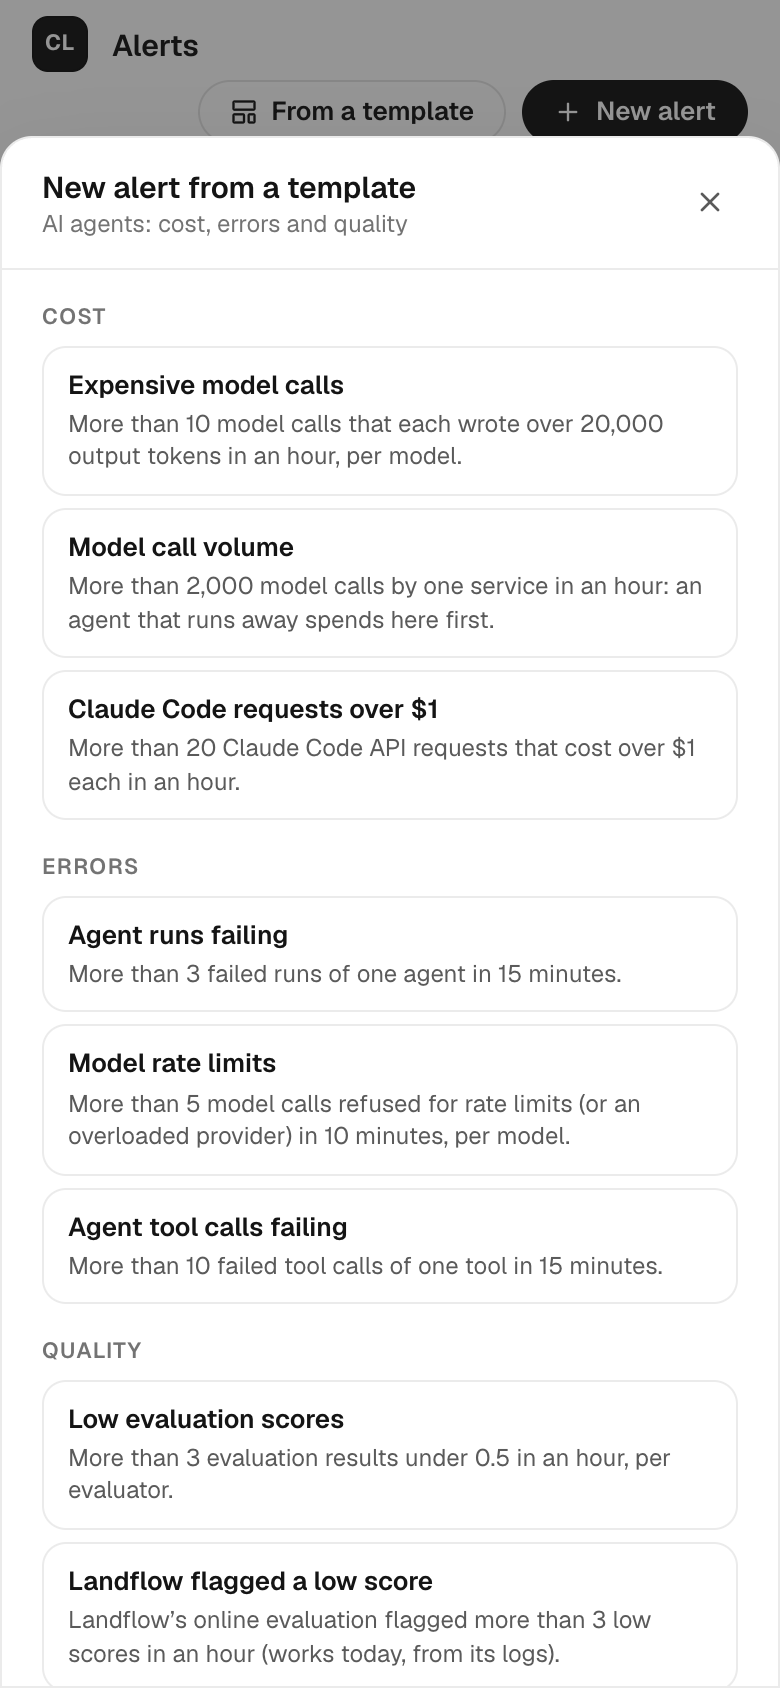 CL
Alerts
From a template
New alert
New alert from a template
AI agents: cost, errors and quality
COST
Expensive model calls
More than 10 model calls that each wrote over 20,000
output tokens in an hour, per model.
Model call volume
More than 2,000 model calls by one service in an hour: an
agent that runs away spends here first.
Claude Code requests over $1
More than 20 Claude Code API requests that cost over $1
each in an hour.
ERRORS
Agent runs failing
More than 3 failed runs of one agent in 15 minutes.
Model rate limits
More than 5 model calls refused for rate limits (or an
overloaded provider) in 10 minutes, per model.
Agent tool calls failing
More than 10 failed tool calls of one tool in 15 minutes.
QUALITY
Low evaluation scores
More than 3 evaluation results under 0.5 in an hour, per
evaluator.
Landflow flagged a low score
Landflow’s online evaluation flagged more than 3 low
scores in an hour (works today, from its logs).